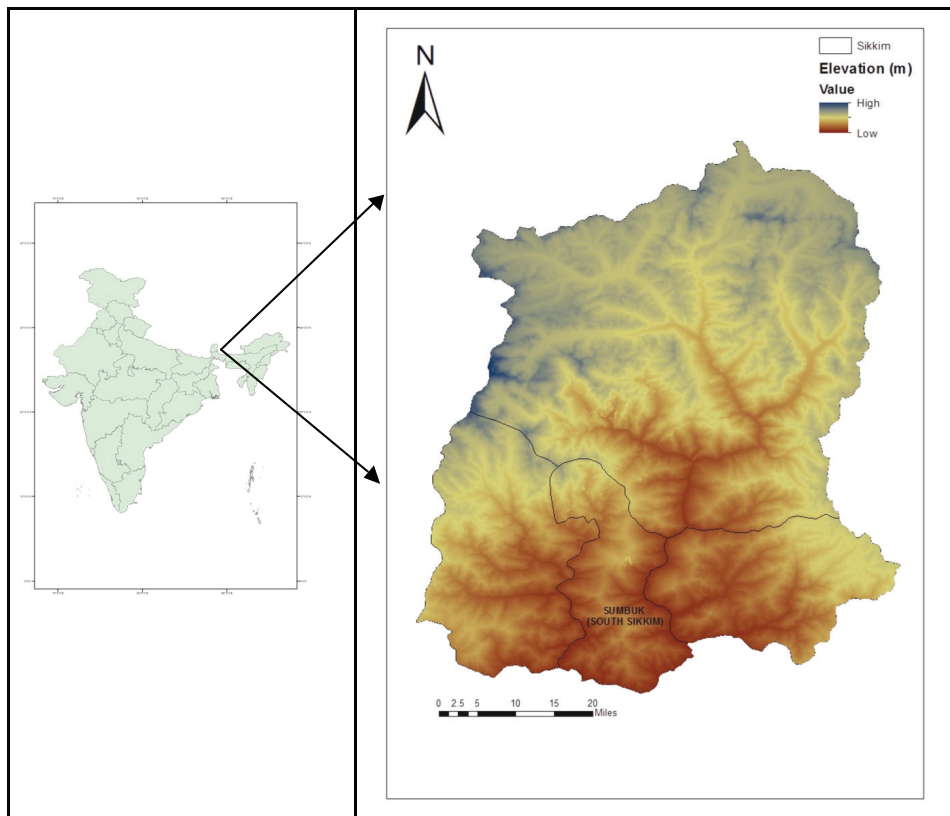 N
Sikkim
Elevation (m)
Value
High
Low
SUMBUK
(SOUTH SIKKIM)
0 2.5 5 10 15 20
Miles